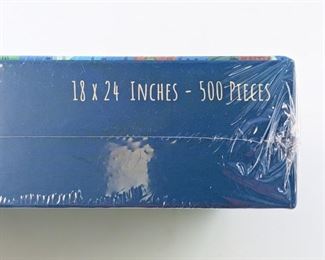 18 x 24 Inches - 500 Pieces